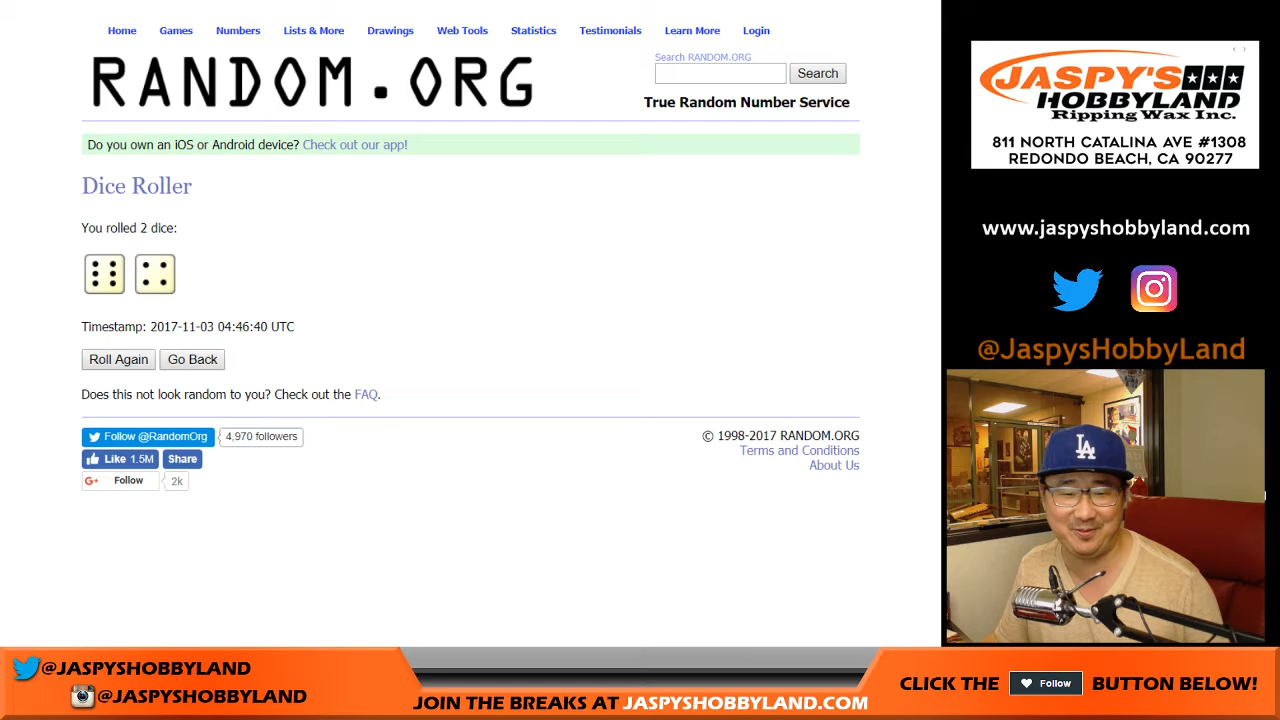 Home Games Numbers Lists & More Drawings Web Tools Statistics Testimonials Learn More Login
RANDOM.ORG
Search RANDOM.ORG
Search
True Random Number Service
Do you own an iOS or Android device? Check out our app!
Dice Roller
You rolled 2 dice:
Timestamp: 2017-11-03 04:46:40 UTC
Roll Again Go Back
Does this not look random to you? Check out the FAQ.
Follow @RandomOrg 4,970 followers
Like 1.5M Share
G+ Follow 2k
© 1998-2017 RANDOM.ORG
Terms and Conditions
About Us
JASPY'S
HOBBYLAND
Ripping Wax Inc.
811 NORTH CATALINA AVE #1308
REDONDO BEACH, CA 90277
www.jaspyshobbyland.com
@JaspysHobbyLand
LA
@JASPYSHOBBYLAND
@JASPYSHOBBYLAND
JOIN THE BREAKS AT JASPYSHOBBYLAND.COM
CLICK THE Follow BUTTON BELOW!